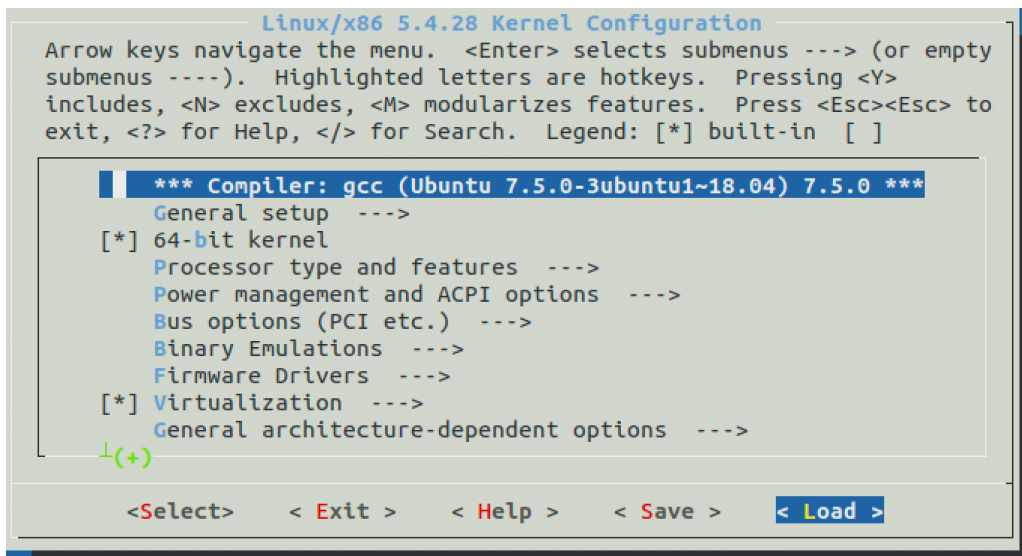 Linux/x86 5.4.28 Kernel Configuration
Arrow keys navigate the menu.  <Enter> selects submenus ---> (or empty
submenus ----).  Highlighted letters are hotkeys.  Pressing <Y>
includes, <N> excludes, <M> modularizes features.  Press <Esc><Esc> to
exit, <?> for Help, </> for Search.  Legend: [*] built-in  [ ]
*** Compiler: gcc (Ubuntu 7.5.0-3ubuntu1~18.04) 7.5.0 ***
General setup  --->
[*] 64-bit kernel
Processor type and features  --->
Power management and ACPI options  --->
Bus options (PCI etc.)  --->
Binary Emulations  --->
Firmware Drivers  --->
[*] Virtualization  --->
General architecture-dependent options  --->
┴(+)
<Select>    < Exit >    < Help >    < Save >    < Load >